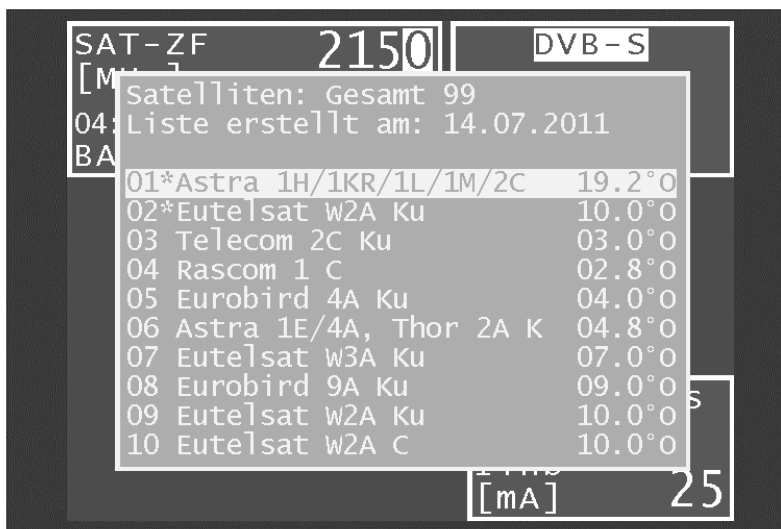 SAT-ZF 2150
DVB-S
04:
BA
Satelliten: Gesamt 99
Liste erstellt am: 14.07.2011
01*Astra 1H/1KR/1L/1M/2C 19.2°O
02*Eutelsat W2A Ku 10.0°O
03 Telecom 2C Ku 03.0°O
04 Rascom 1 C 02.8°O
05 Eurobird 4A Ku 04.0°O
06 Astra 1E/4A, Thor 2A K 04.8°O
07 Eutelsat W3A Ku 07.0°O
08 Eurobird 9A Ku 09.0°O
09 Eutelsat W2A Ku 10.0°O
10 Eutelsat W2A C 10.0°O
S
[mA] 25